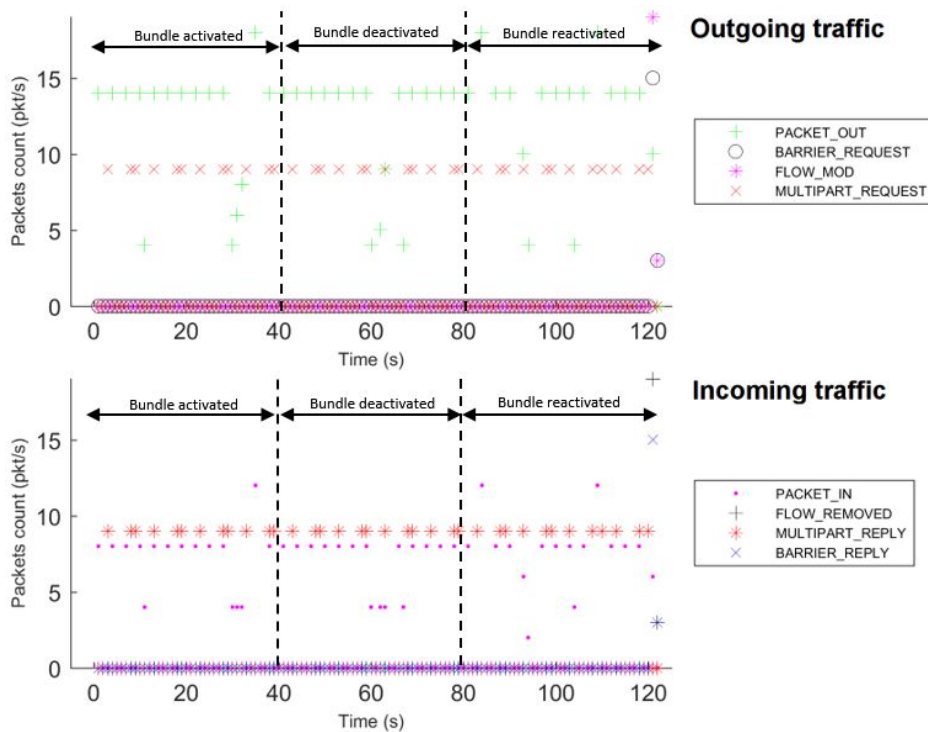 Bundle activated
Bundle deactivated
Bundle reactivated
Outgoing traffic
Packets count (pkt/s)
15
10
5
0
0
20
40
60
80
100
120
Time (s)
PACKET_OUT
BARRIER_REQUEST
FLOW_MOD
MULTIPART_REQUEST
Bundle activated
Bundle deactivated
Bundle reactivated
Incoming traffic
Packets count (pkt/s)
15
10
5
0
0
20
40
60
80
100
120
Time (s)
PACKET_IN
FLOW_REMOVED
MULTIPART_REPLY
BARRIER_REPLY